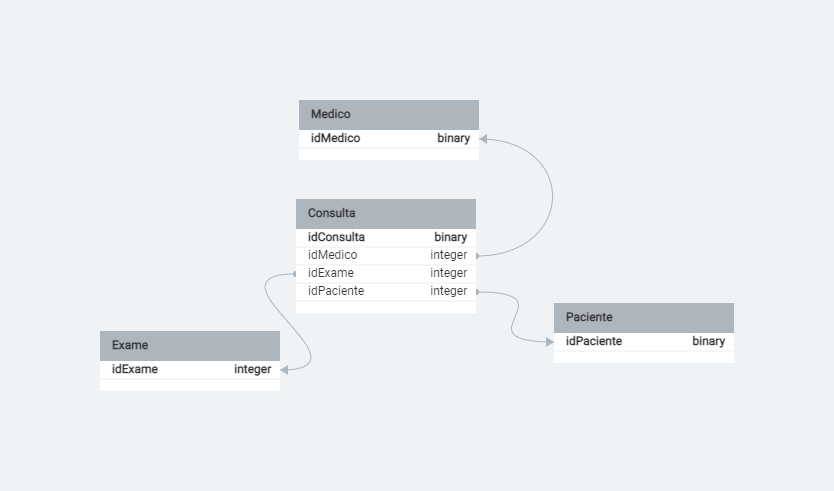 Medico
idMedico binary
Consulta
idConsulta binary
idMedico integer
idExame integer
idPaciente integer
Paciente
idPaciente binary
Exame
idExame integer